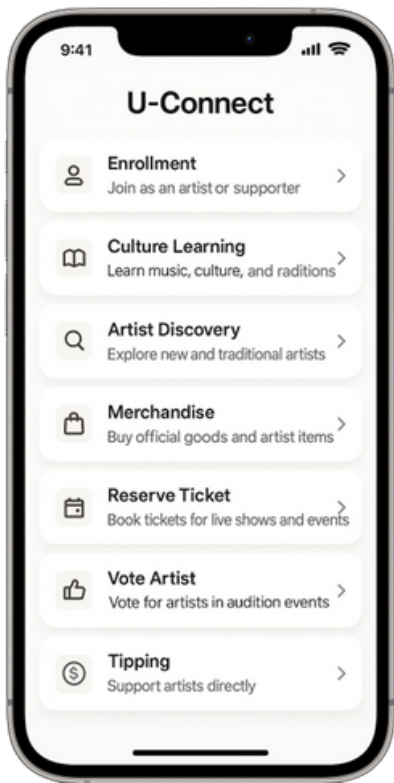 9:41
U-Connect
Enrollment
Join as an artist or supporter
Culture Learning
Learn music, culture, and raditions
Artist Discovery
Explore new and traditional artists
Merchandise
Buy official goods and artist items
Reserve Ticket
Book tickets for live shows and events
Vote Artist
Vote for artists in audition events
Tipping
Support artists directly